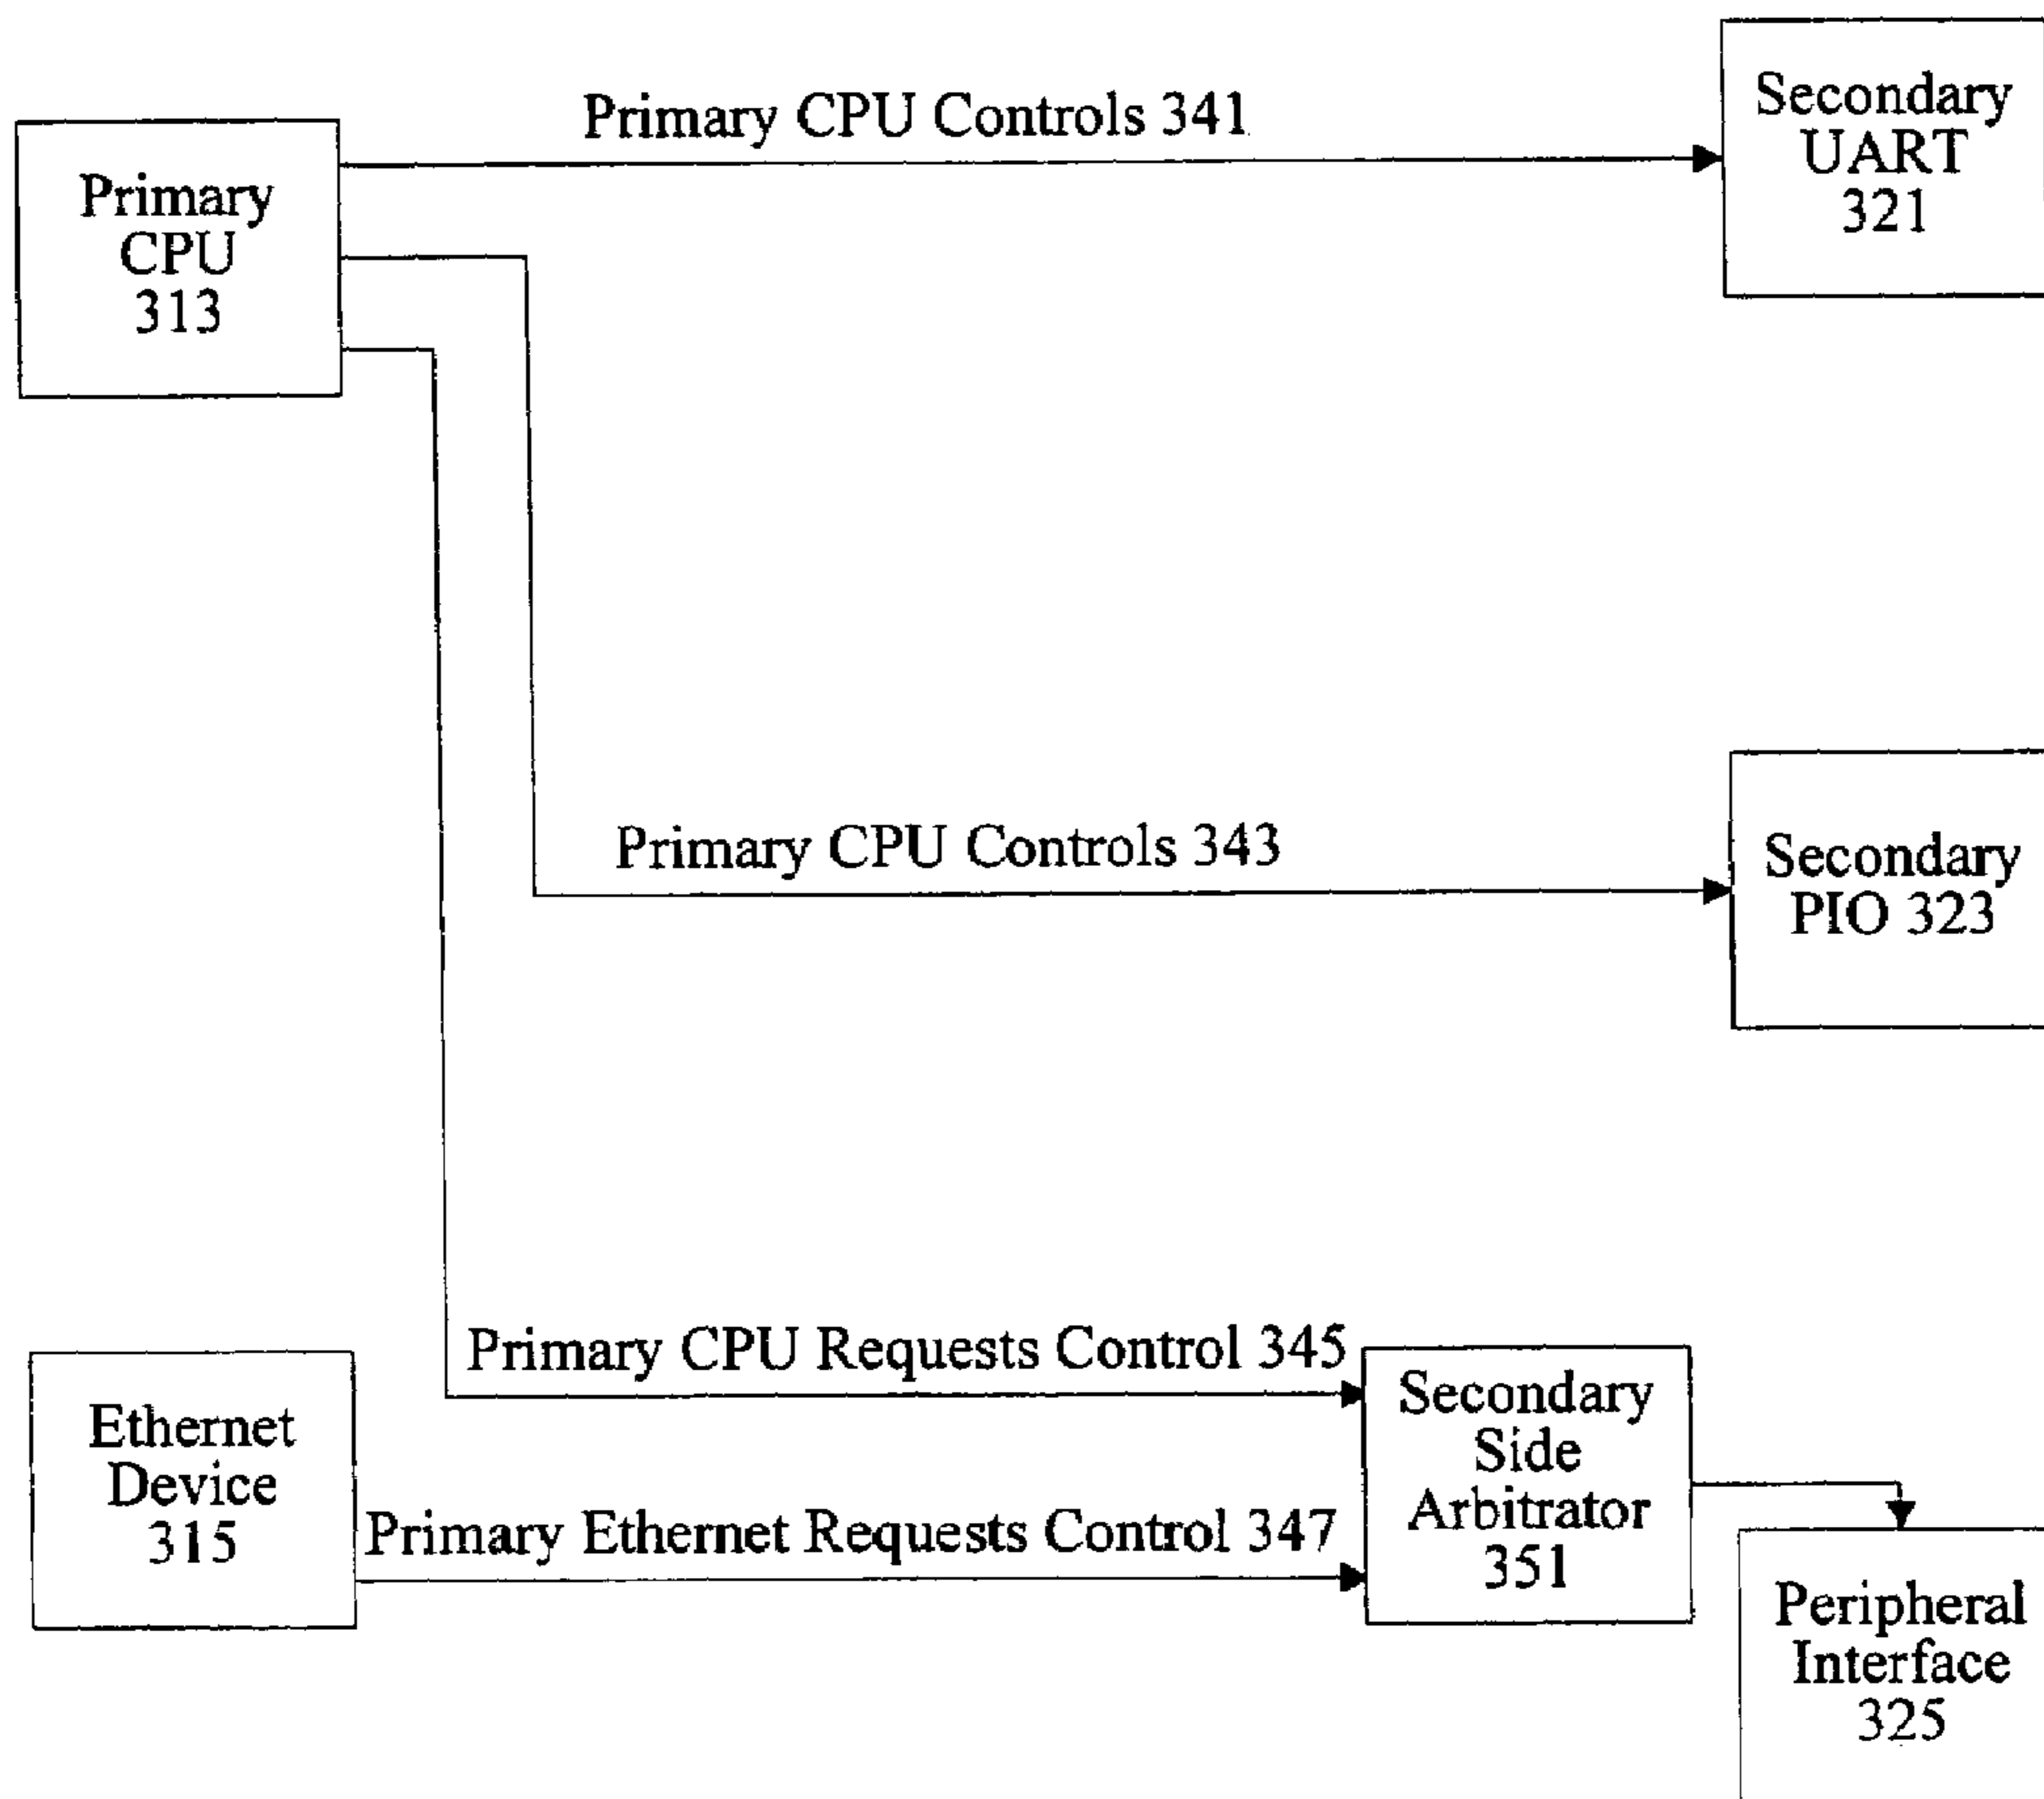 Primary CPU Controls 341
Secondary
UART
321
Primary
CPU
313
Primary CPU Controls 343
Secondary
PIO 323
Primary CPU Requests Control 345
Ethernet
Device
315
Primary Ethernet Requests Control 347
Secondary
Side
Arbitrator
351
Peripheral
Interface
325